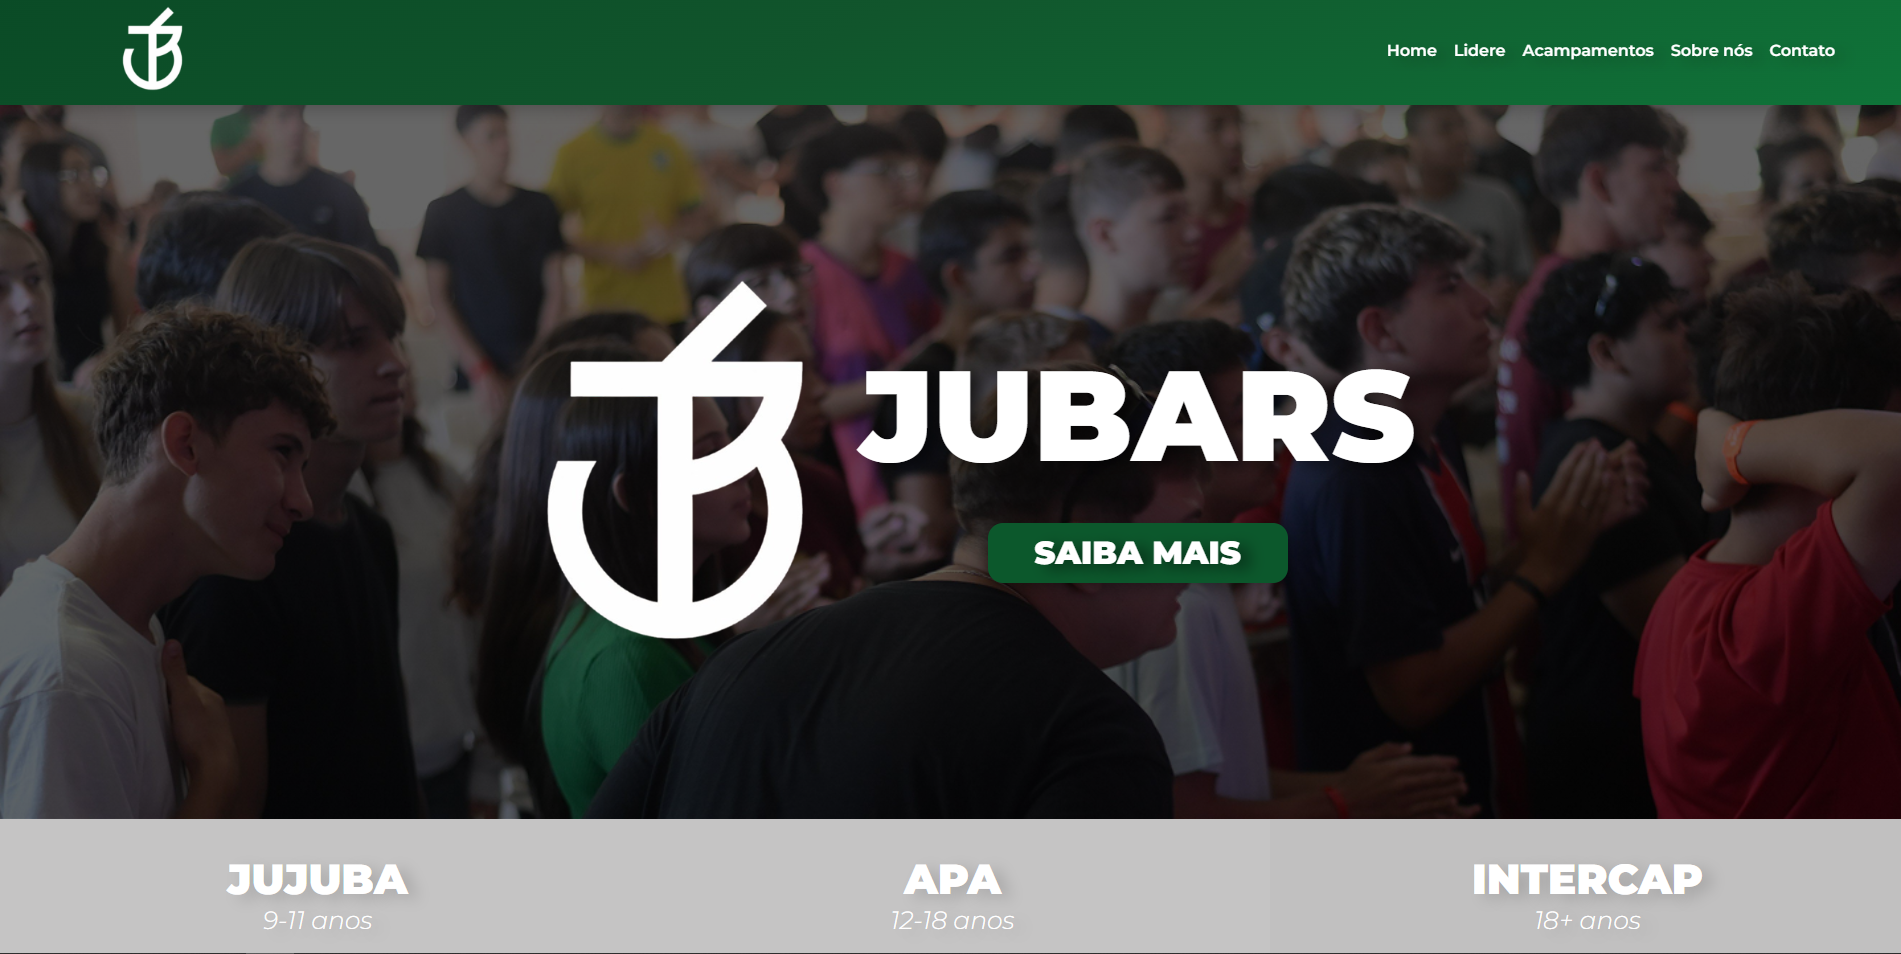 Home Lidere Acampamentos Sobre nós Contato
JUBARS
SAIBA MAIS
JUJUBA APA INTERCAP
9-11 anos 12-18 anos 18+ anos